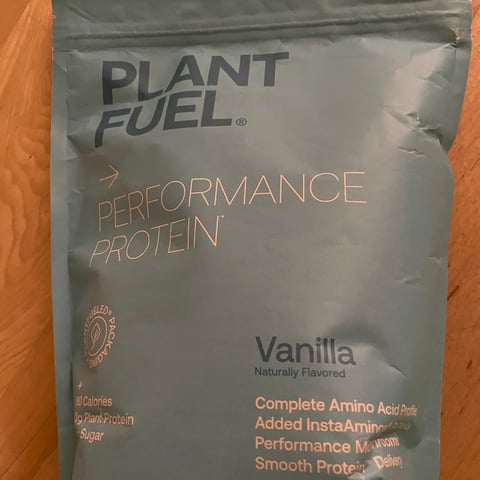 PLANT
FUEL®
→
PERFORMANCE
PROTEIN*
PACKAGING
Vanilla
Naturally Flavored
Calories
Plant Protein
Sugar
Complete Amino Acid Profile
Added
Performance
Smooth Protein Delivery